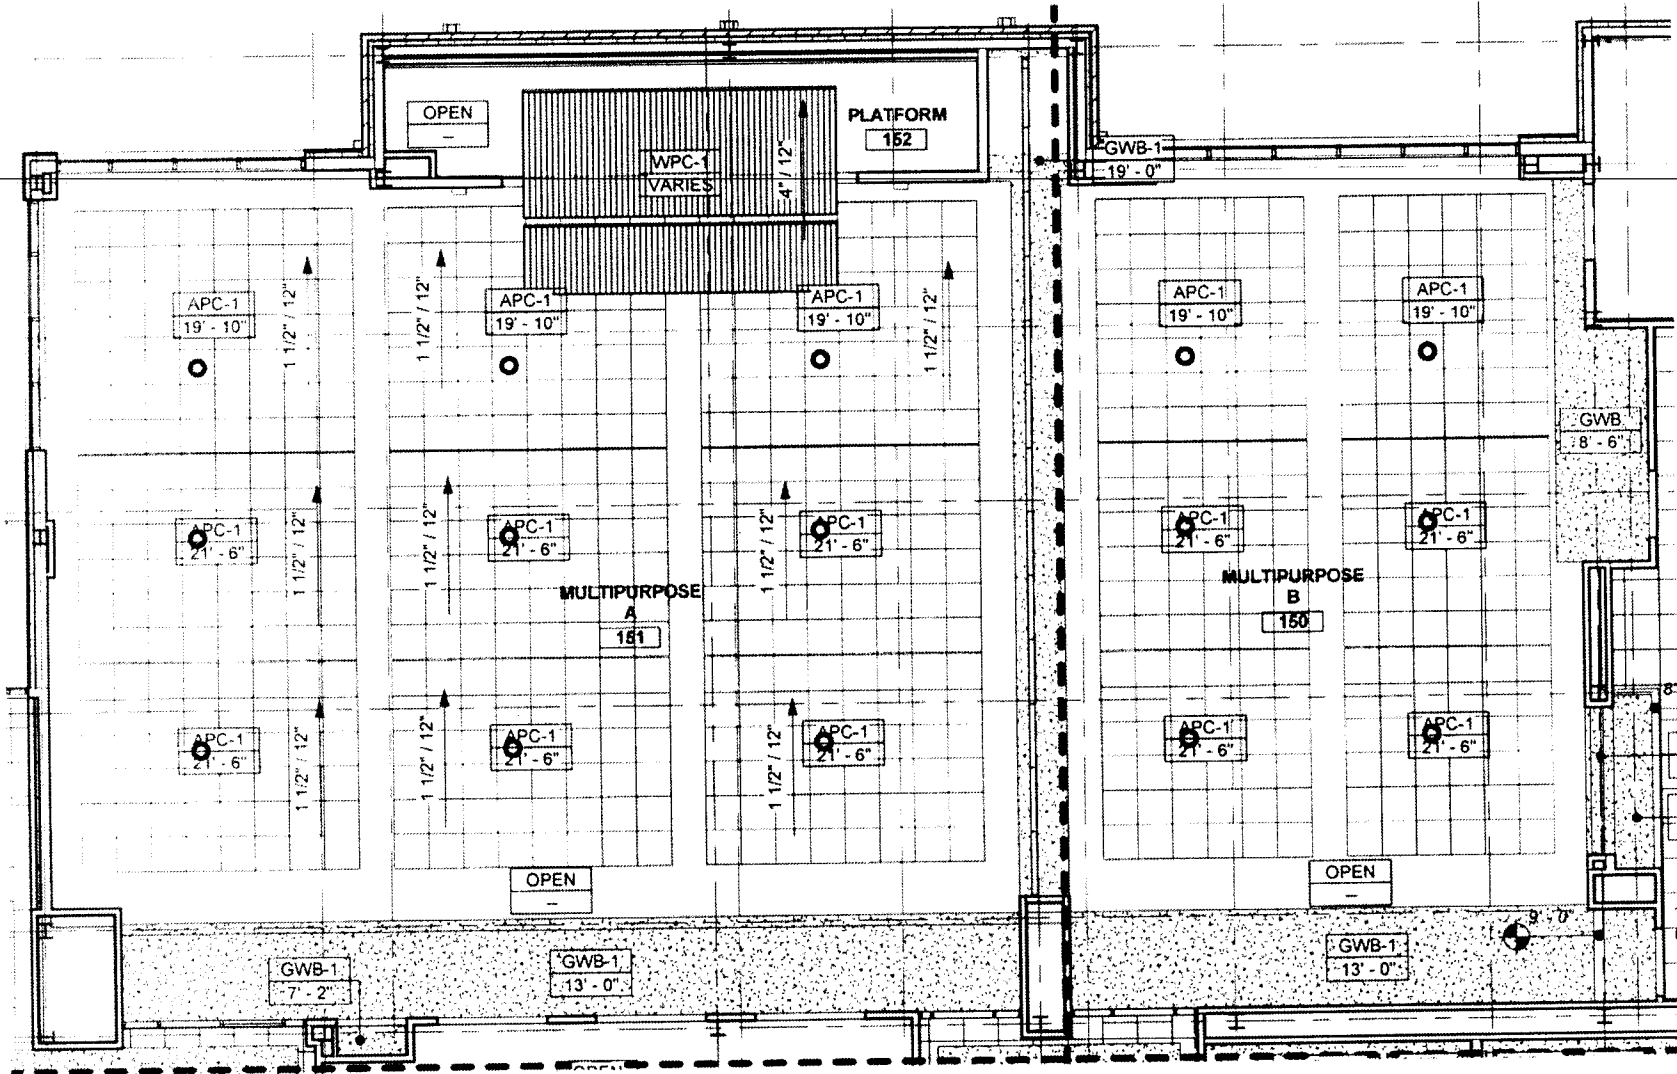 OPEN
–
PLATFORM
152
WPC-1
VARIES
4" / 12"
GWB-1
19' - 0"
APC-1
19' - 10"
1 1/2" / 12"
1 1/2" / 12"
APC-1
19' - 10"
APC-1
19' - 10"
1 1/2" / 12"
APC-1
19' - 10"
APC-1
19' - 10"
GWB
8' - 6"
APC-1
21' - 6"
1 1/2" / 12"
1 1/2" / 12"
APC-1
21' - 6"
1 1/2" / 12"
APC-1
21' - 6"
APC-1
21' - 6"
APC-1
21' - 6"
MULTIPURPOSE
A
151
MULTIPURPOSE
B
150
8'
APC-1
21' - 6"
1 1/2" / 12"
1 1/2" / 12"
APC-1
21' - 6"
1 1/2" / 12"
APC-1
21' - 6"
APC-1
21' - 6"
APC-1
21' - 6"
OPEN
–
OPEN
–
9' - 0"
GWB-1
7' - 2"
GWB-1
13' - 0"
GWB-1
13' - 0"
OPEN